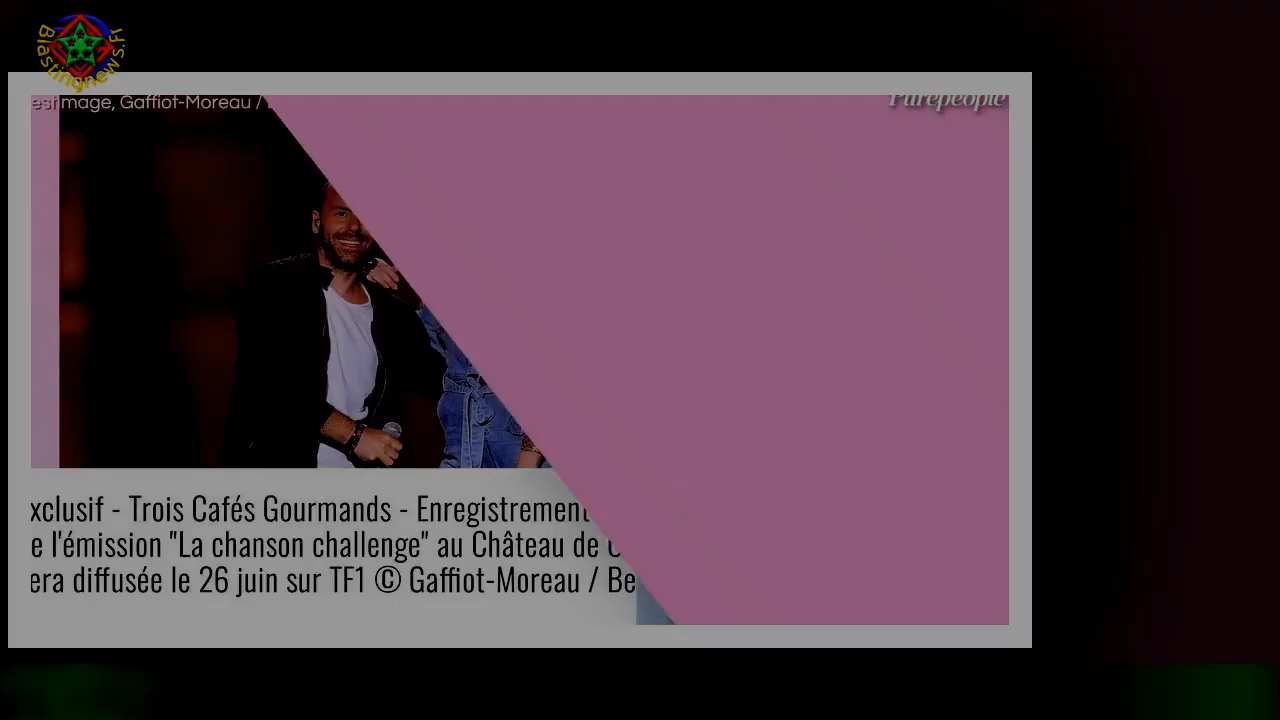 Blastingnews.Fr
estimage, Gaffiot-Moreau /
Purepeople
xclusif - Trois Cafés Gourmands - Enregistrement
e l'émission "La chanson challenge" au Château de
era diffusée le 26 juin sur TF1 © Gaffiot-Moreau / Be